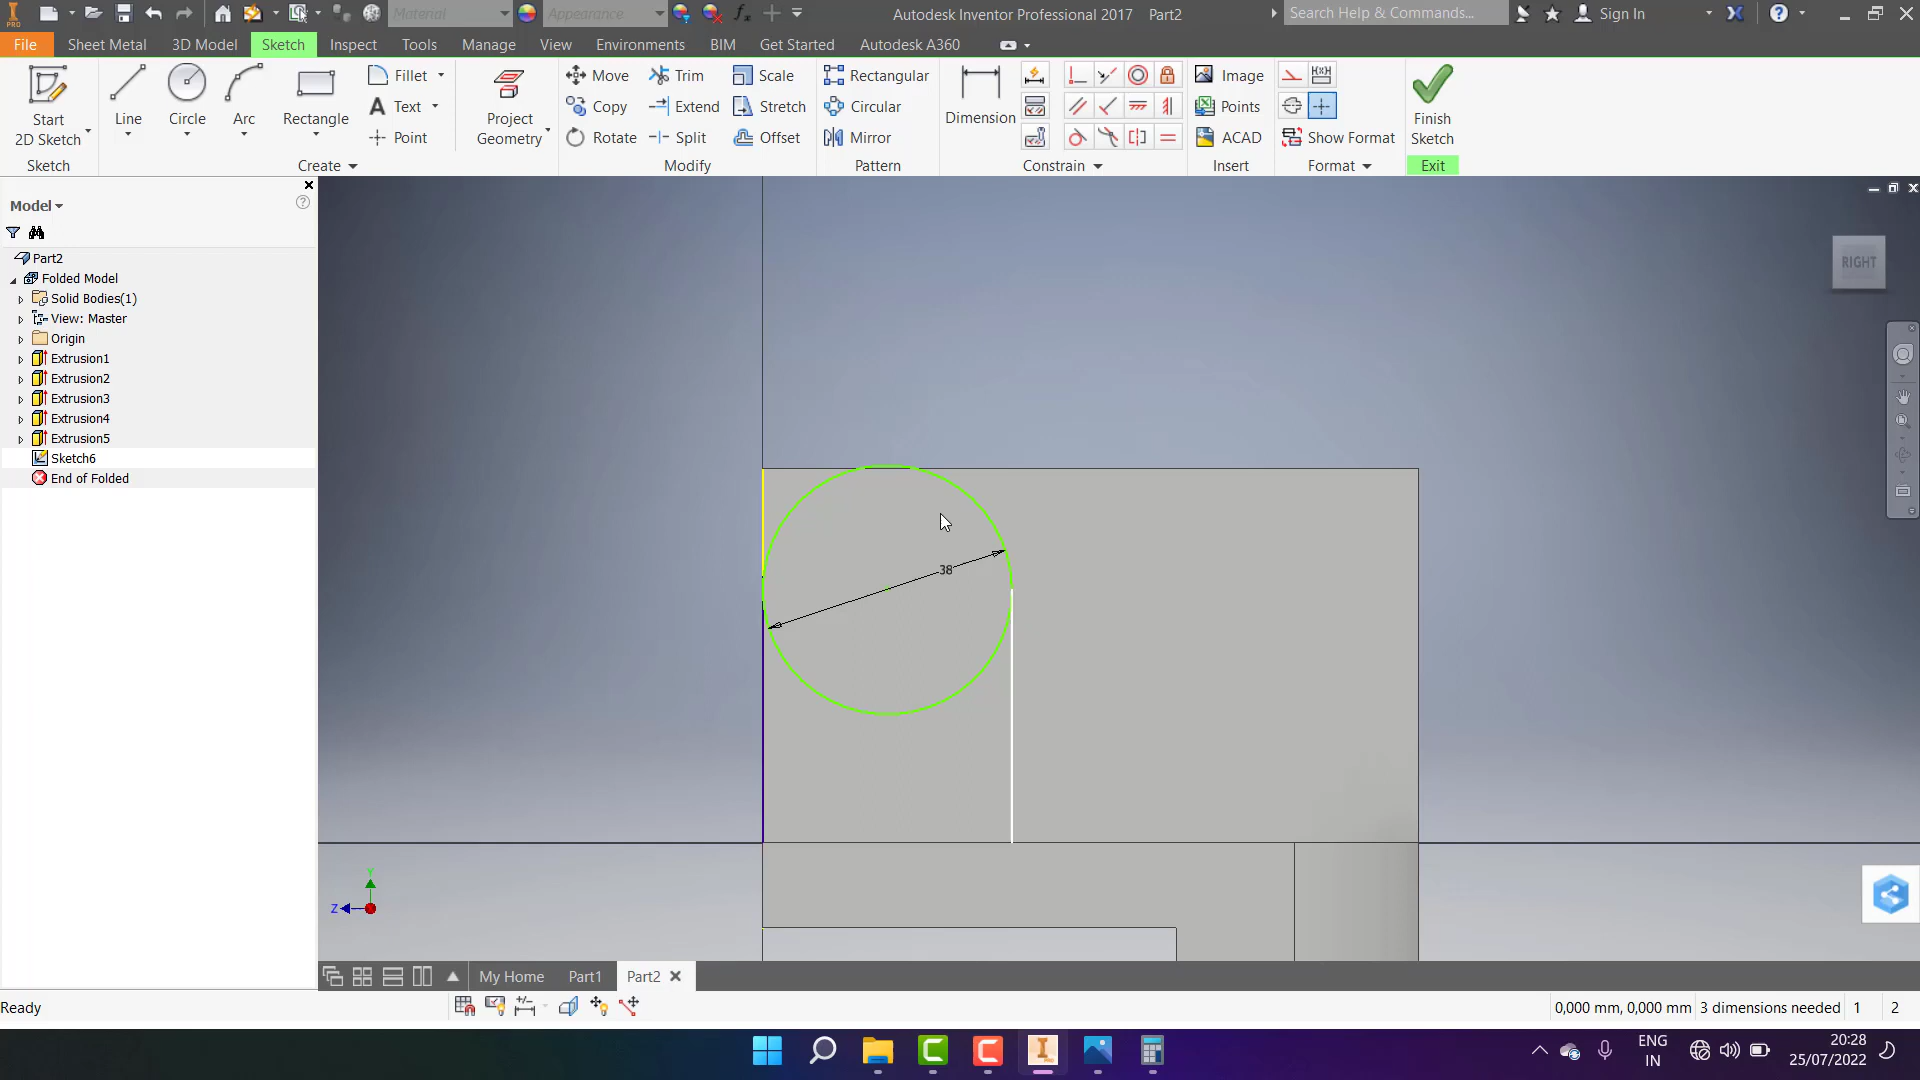 Material
Appearance
Autodesk Inventor Professional 2017 Part2
Search Help & Commands...
Sign In
PRO
File Sheet Metal 3D Model Sketch Inspect Tools Manage View Environments BIM Get Started Autodesk A360
Start
2D Sketch
Line
Circle
Arc
Rectangle
Fillet
Text
Point
Project
Geometry
Move
Copy
Rotate
Trim
Extend
Split
Scale
Stretch
Offset
Rectangular
Circular
Mirror
Dimension
Image
Points
ACAD
Show Format
Finish
Sketch
Sketch Create Modify Pattern Constrain Insert Format Exit
Model
Part2
Folded Model
Solid Bodies(1)
View: Master
Origin
Extrusion1
Extrusion2
Extrusion3
Extrusion4
Extrusion5
Sketch6
End of Folded
RIGHT
38
Y
Z
My Home Part1 Part2
Ready
0,000 mm, 0,000 mm 3 dimensions needed 1 2
ENG
IN
20:28
25/07/2022